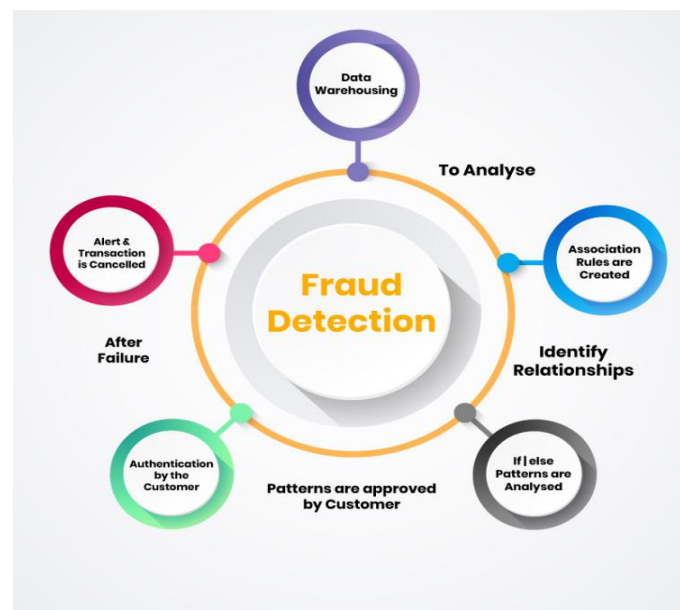 Data
Warehousing
To Analyse
Association
Rules are
Created
Identify
Relationships
If | else
Patterns are
Analysed
Patterns are approved
by Customer
Authentication
by the
Customer
After
Failure
Alert &
Transaction
is Cancelled
Fraud
Detection